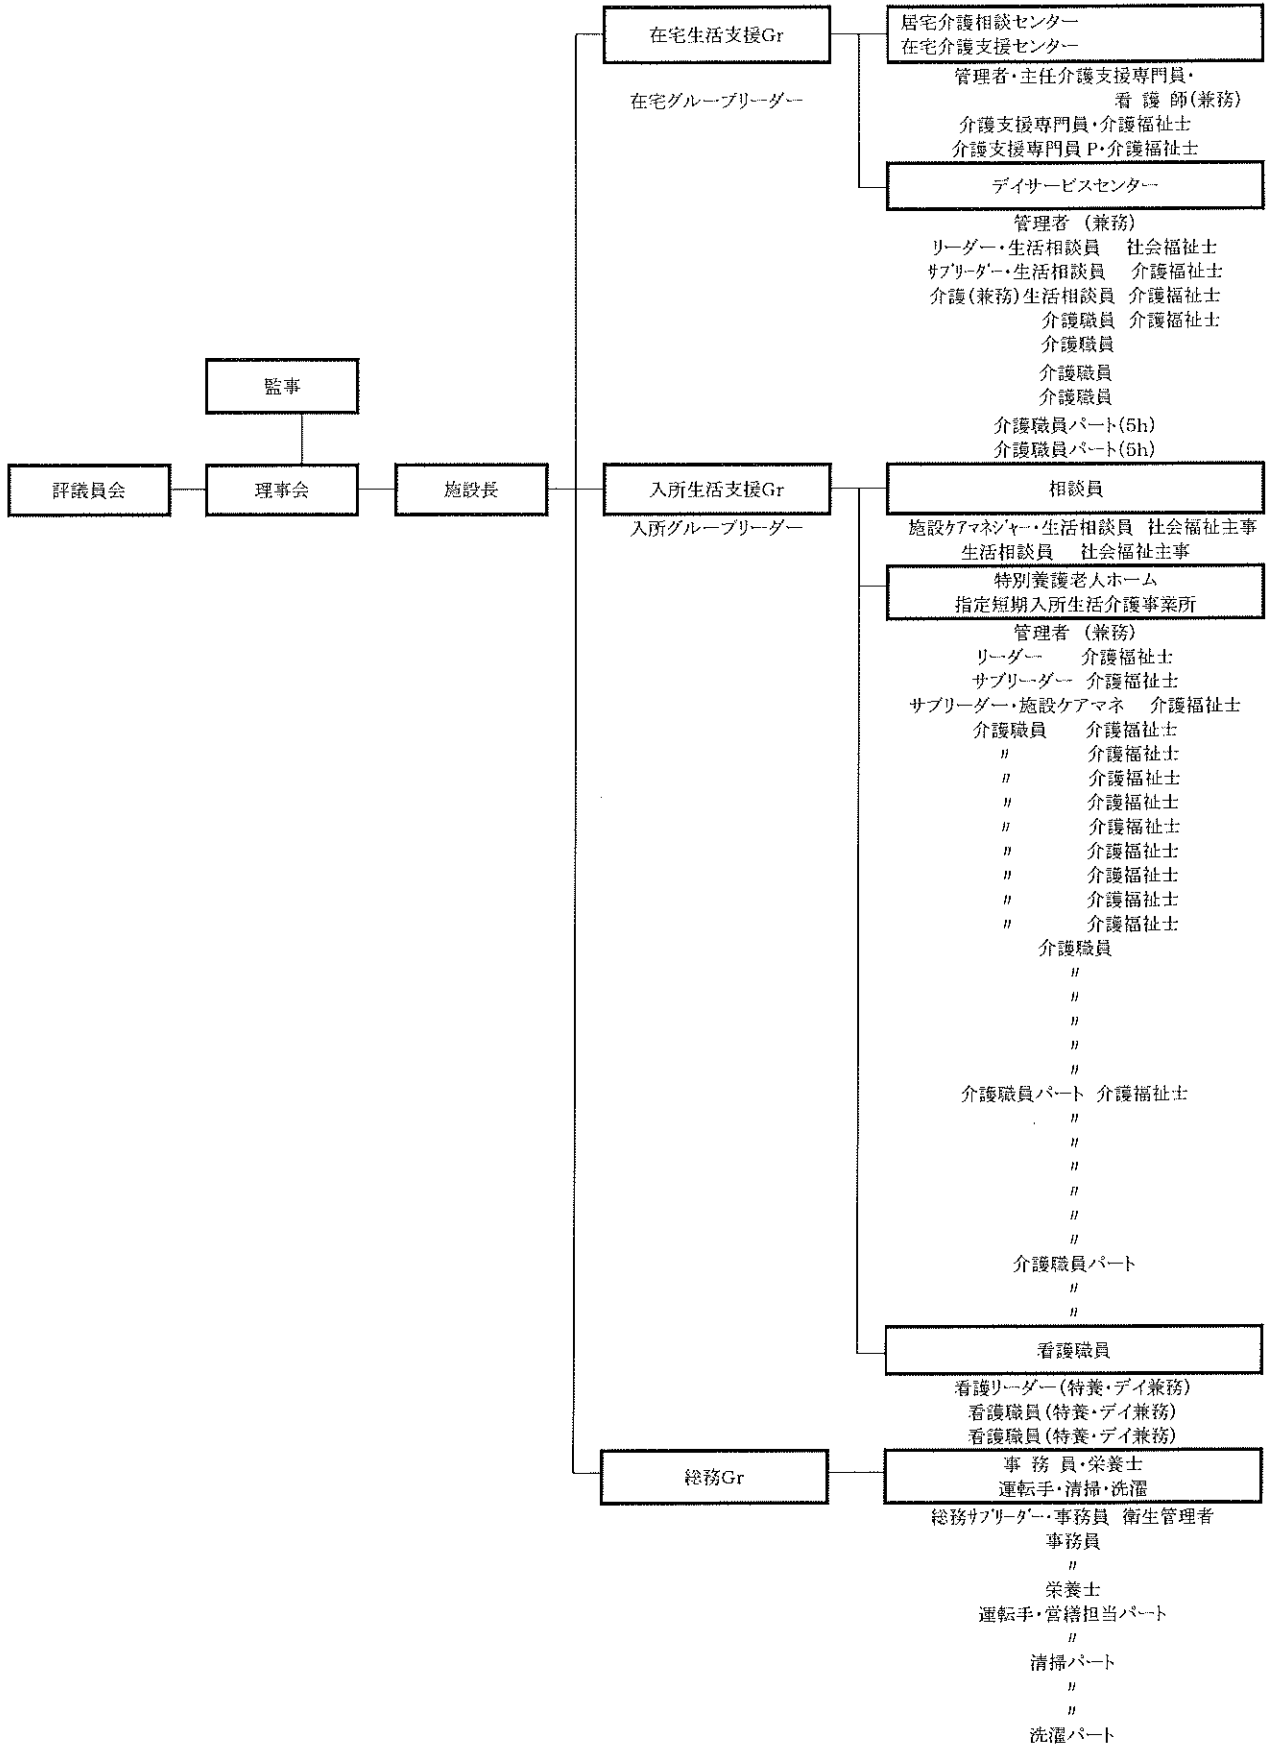 評議員会
理事会
監事
施設長
在宅生活支援Gr
在宅グループリーダー
居宅介護相談センター
在宅介護支援センター
管理者・主任介護支援専門員・
看 護 師(兼務)
介護支援専門員・介護福祉士
介護支援専門員P・介護福祉士
デイサービスセンター
管理者 (兼務)
リーダー・生活相談員 社会福祉士
サブリーダー・生活相談員 介護福祉士
介護(兼務)生活相談員 介護福祉士
介護職員 介護福祉士
介護職員
介護職員
介護職員
介護職員パート(5h)
介護職員パート(5h)
入所生活支援Gr
入所グループリーダー
相談員
施設ケアマネジャー・生活相談員 社会福祉主事
生活相談員 社会福祉主事
特別養護老人ホーム
指定短期入所生活介護事業所
管理者 (兼務)
リーダー 介護福祉士
サブリーダー 介護福祉士
サブリーダー・施設ケアマネ 介護福祉士
介護職員 介護福祉士
〃 介護福祉士
〃 介護福祉士
〃 介護福祉士
〃 介護福祉士
〃 介護福祉士
〃 介護福祉士
〃 介護福祉士
〃 介護福祉士
介護職員
〃
〃
〃
〃
〃
介護職員パート 介護福祉士
〃
〃
〃
〃
〃
〃
介護職員パート
〃
〃
看護職員
看護リーダー(特養・デイ兼務)
看護職員(特養・デイ兼務)
看護職員(特養・デイ兼務)
総務Gr
事 務 員・栄養士
運転手・清掃・洗濯
総務サブリーダー・事務員 衛生管理者
事務員
〃
栄養士
運転手・営繕担当パート
〃
清掃パート
〃
〃
洗濯パート